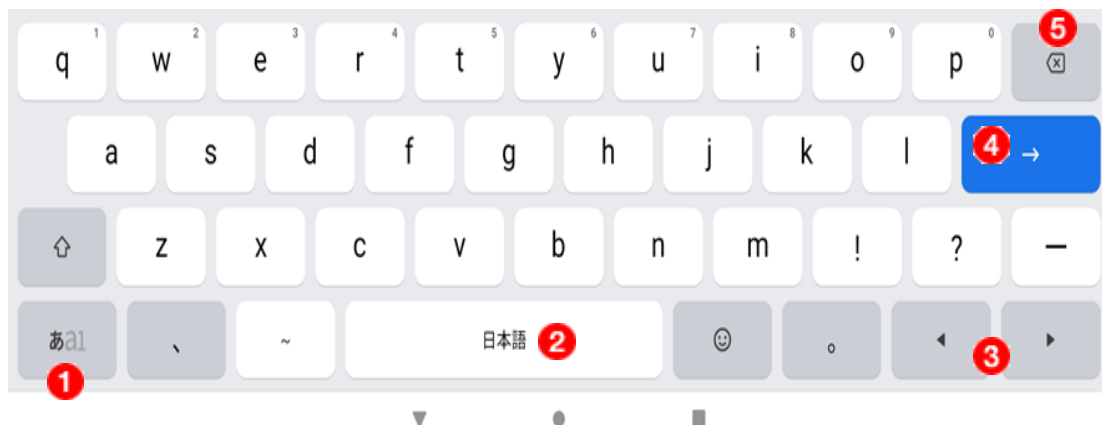 q 1 w 2 e 3 r 4 t 5 y 6 u 7 i 8 o 9 p 0 5
a s d f g h j k l 4 →
z x c v b n m ! ? ー
あa1 、 ~ 日本語 2 。 3
1